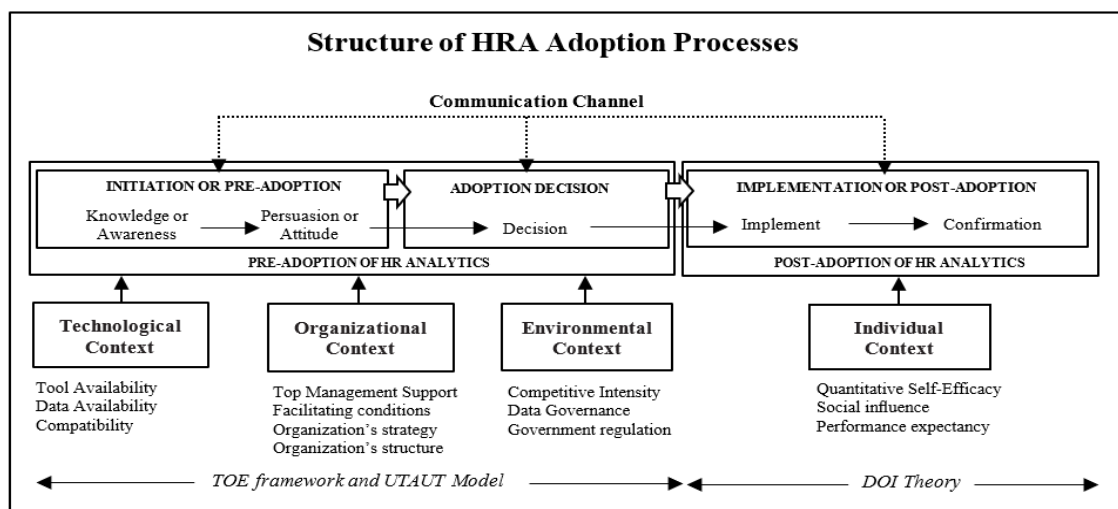 Structure of HRA Adoption Processes
Communication Channel
INITIATION OR PRE-ADOPTION
Knowledge or
Awareness
Persuasion or
Attitude
ADOPTION DECISION
Decision
PRE-ADOPTION OF HR ANALYTICS
IMPLEMENTATION OR POST-ADOPTION
Implement
Confirmation
POST-ADOPTION OF HR ANALYTICS
Technological
Context
Tool Availability
Data Availability
Compatibility
Organizational
Context
Top Management Support
Facilitating conditions
Organization's strategy
Organization's structure
Environmental
Context
Competitive Intensity
Data Governance
Government regulation
Individual
Context
Quantitative Self-Efficacy
Social influence
Performance expectancy
TOE framework and UTAUT Model
DOI Theory